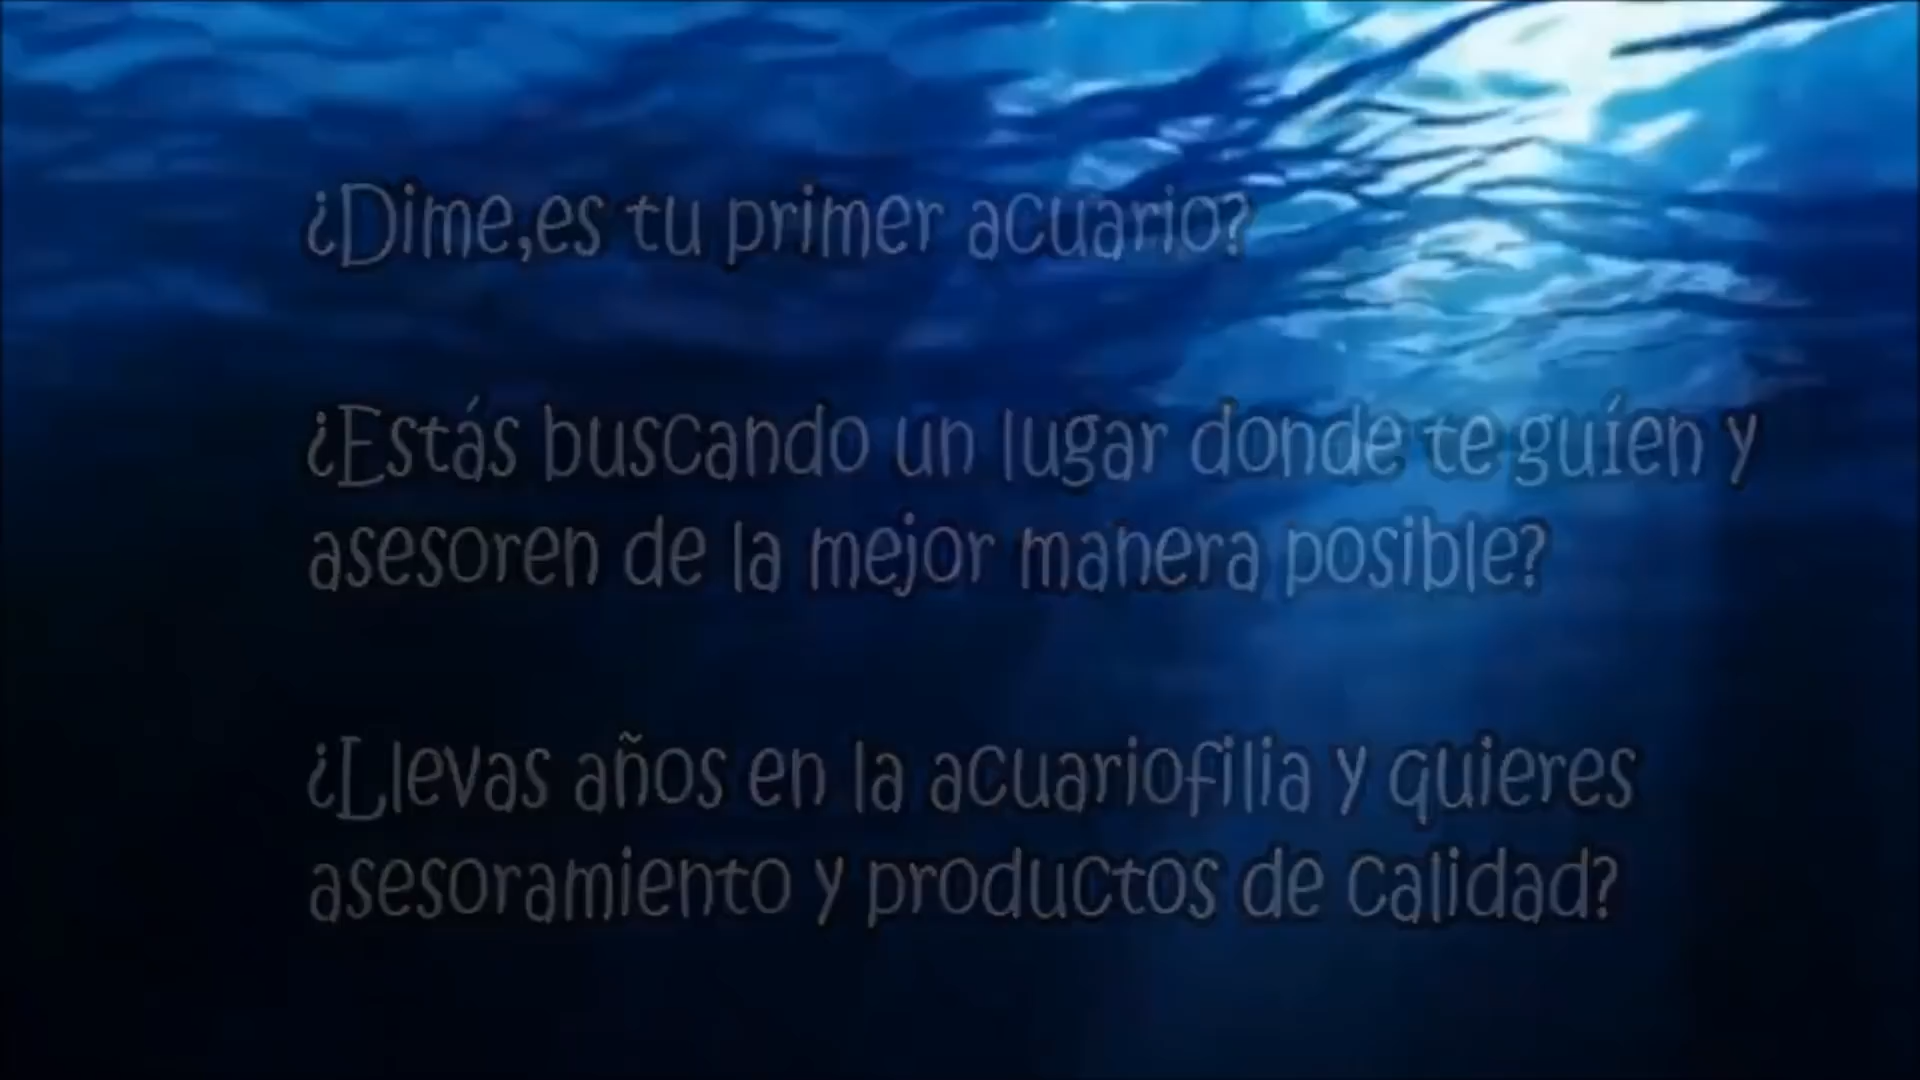 ¿Dime,es tu primer acuario?
¿Estás buscando un lugar donde te guíen y
asesoren de la mejor manera posible?
¿Llevas años en la acuariofilia y quieres
asesoramiento y productos de calidad?